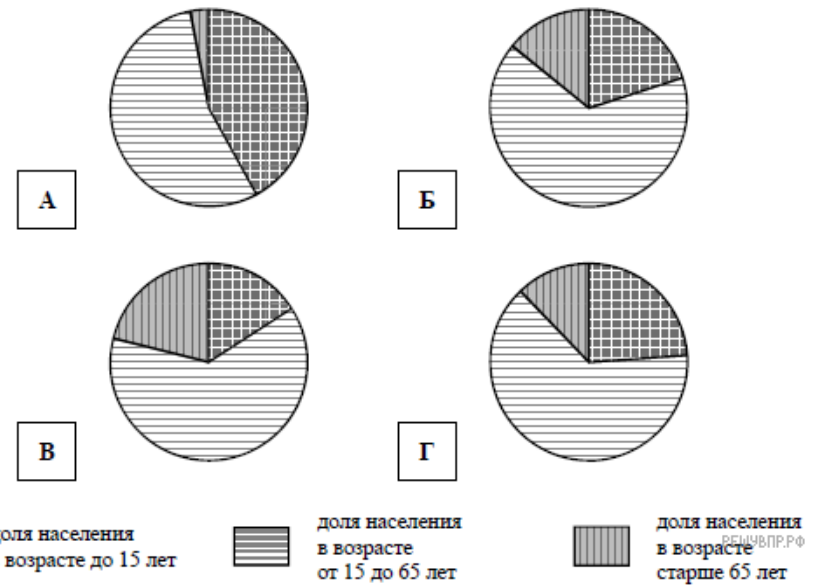 А
Б
В
Г
доля населения
возрасте до 15 лет
доля населения
в возрасте
от 15 до 65 лет
доля населения
в возрасте
старше 65 лет
РЕШУВПР.РФ